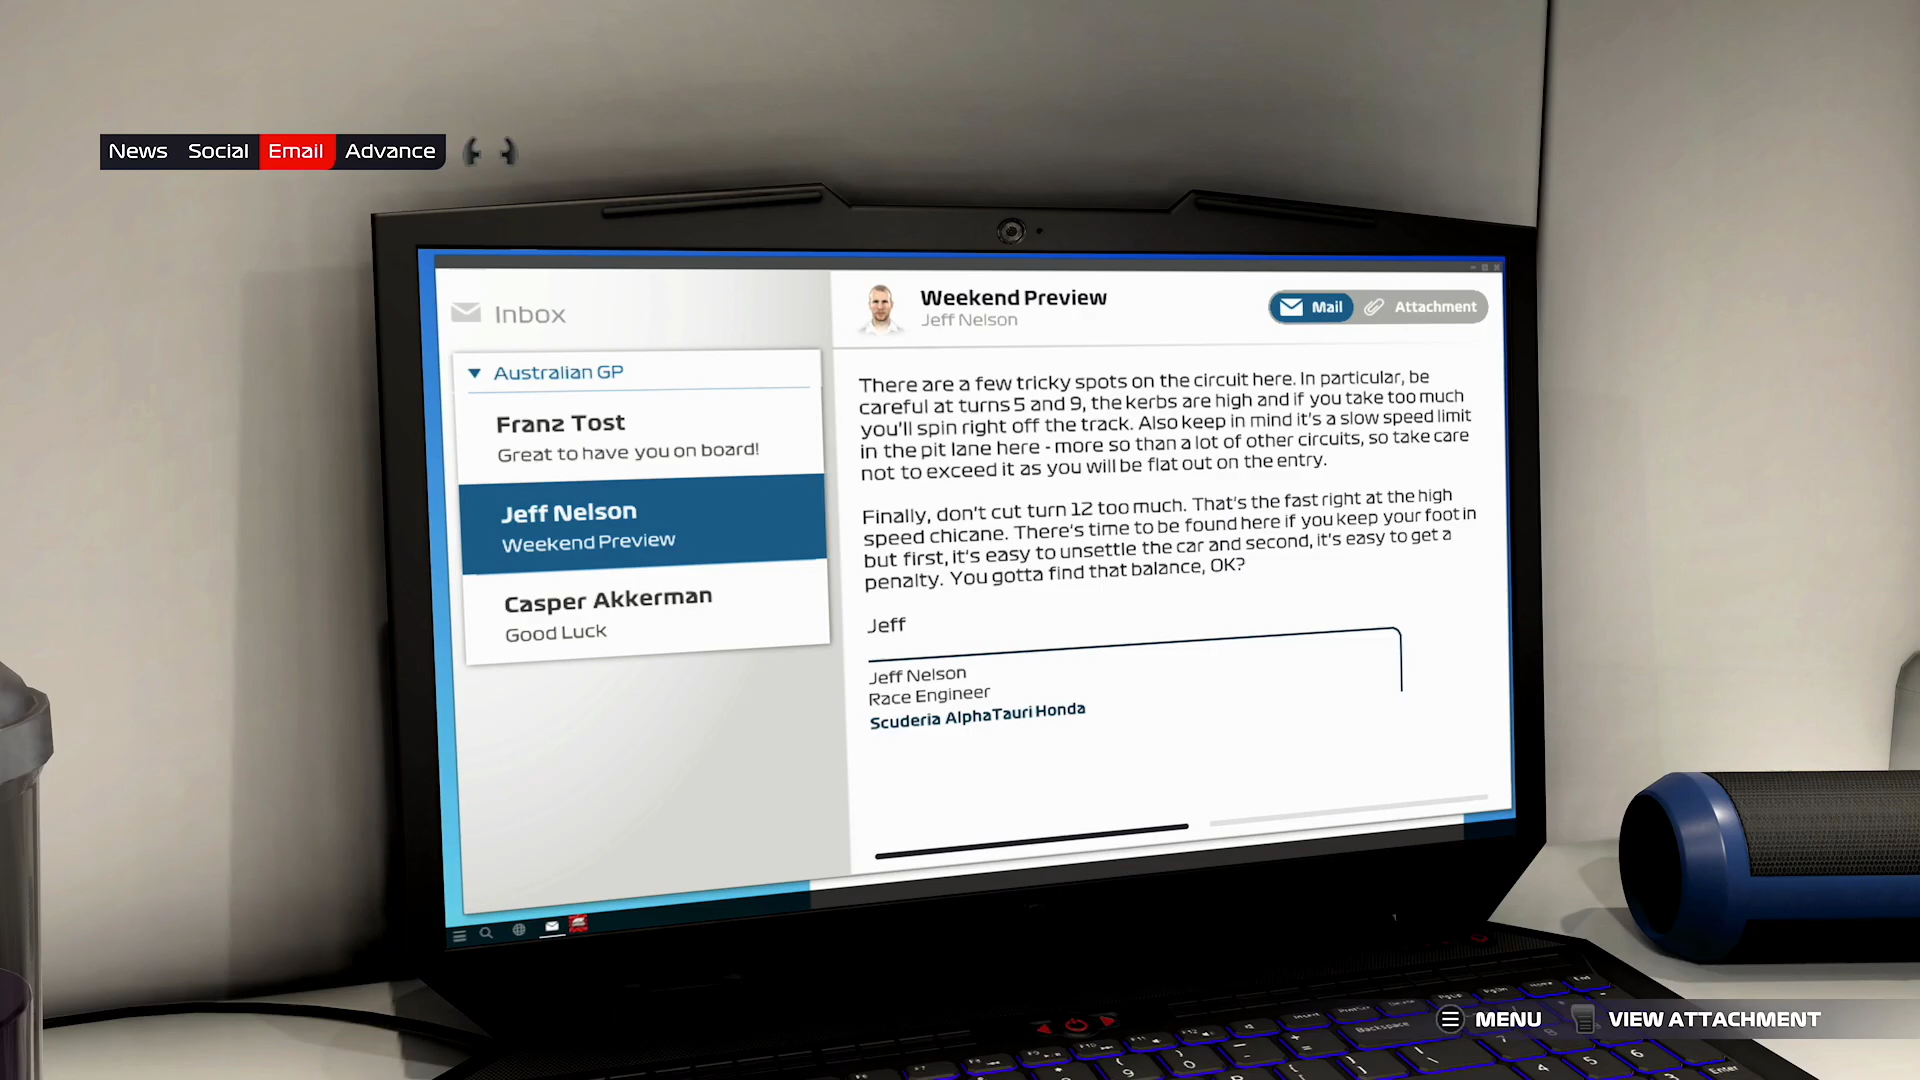 News Social Email Advance
Inbox
Australian GP
Franz Tost
Great to have you on board!
Jeff Nelson
Weekend Preview
Casper Akkerman
Good Luck
Weekend Preview
Jeff Nelson
Mail Attachment
There are a few tricky spots on the circuit here. In particular, be
careful at turns 5 and 9, the kerbs are high and if you take too much
you'll spin right off the track. Also keep in mind it's a slow speed limit
in the pit lane here - more so than a lot of other circuits, so take care
not to exceed it as you will be flat out on the entry.
Finally, don't cut turn 12 too much. That's the fast right at the high
speed chicane. There's time to be found here if you keep your foot in
but first, it's easy to unsettle the car and second, it's easy to get a
penalty. You gotta find that balance, OK?
Jeff
Jeff Nelson
Race Engineer
Scuderia AlphaTauri Honda
MENU VIEW ATTACHMENT
Backspace
Enter